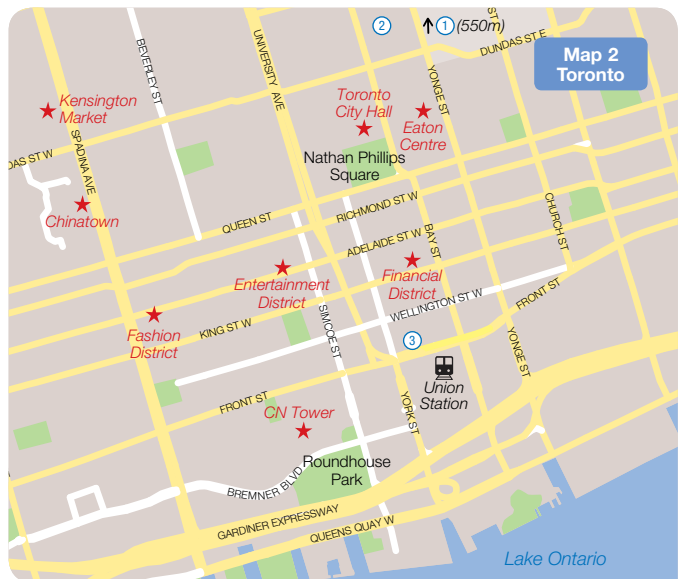 2
1 (550m)
ST
DUNDAS ST E
Map 2
Toronto
BEVERLEY ST
UNIVERSITY AVE
YONGE ST
Kensington
Market
Toronto
City Hall
Eaton
Centre
DAS ST W
SPADINA AVE
Nathan Phillips
Square
Chinatown
QUEEN ST
RICHMOND ST W
CHURCH ST
ADELAIDE ST W
BAY ST
Entertainment
District
Financial
District
WELLINGTON ST W
FRONT ST
SIMCOE ST
KING ST W
Fashion
District
3
YONGE ST
Union
Station
FRONT ST
CN Tower
YORK ST
Roundhouse
Park
BREMNER BLVD
GARDINER EXPRESSWAY
QUEENS QUAY W
Lake Ontario